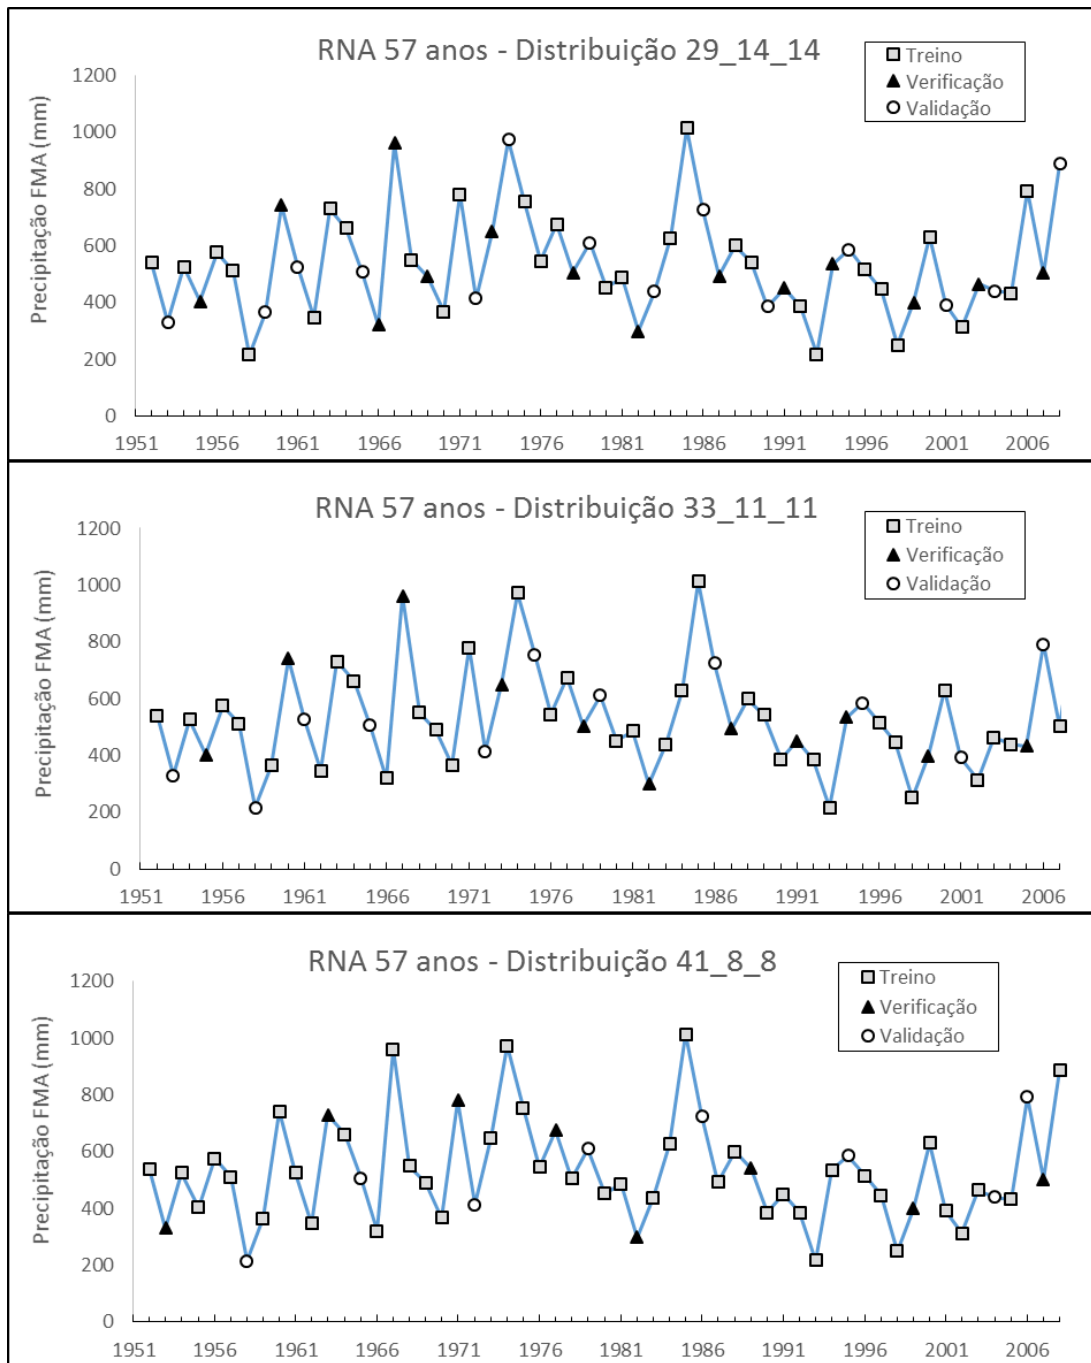 RNA 57 anos - Distribuição 29_14_14
Treino
Verificação
Validação
Precipitação FMA (mm)
1200
1000
800
600
400
200
0
1951 1956 1961 1966 1971 1976 1981 1986 1991 1996 2001 2006
RNA 57 anos - Distribuição 33_11_11
Treino
Verificação
Validação
Precipitação FMA (mm)
1200
1000
800
600
400
200
0
1951 1956 1961 1966 1971 1976 1981 1986 1991 1996 2001 2006
RNA 57 anos - Distribuição 41_8_8
Treino
Verificação
Validação
Precipitação FMA (mm)
1200
1000
800
600
400
200
0
1951 1956 1961 1966 1971 1976 1981 1986 1991 1996 2001 2006